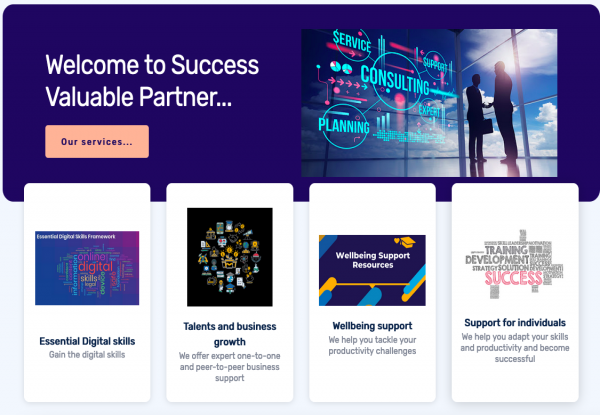 Welcome to Success
Valuable Partner...
Our services...
SERVICE
SUPPORT
CONSULTING
EXPERT
PLANNING
Essential Digital Skills Framework
online
digital
skills
legal
information
device
Essential Digital skills
Gain the digital skills
Talents and business
growth
We offer expert one-to-one
and peer-to-peer business
support
Wellbeing Support
Resources
Wellbeing support
We help you tackle your
productivity challenges
TRAINING
DEVELOPMENT
STRATEGY SOLUTION DEVELOPMENT
SUCCESS
Support for individuals
We help you adapt your skills
and productivity and become
successful